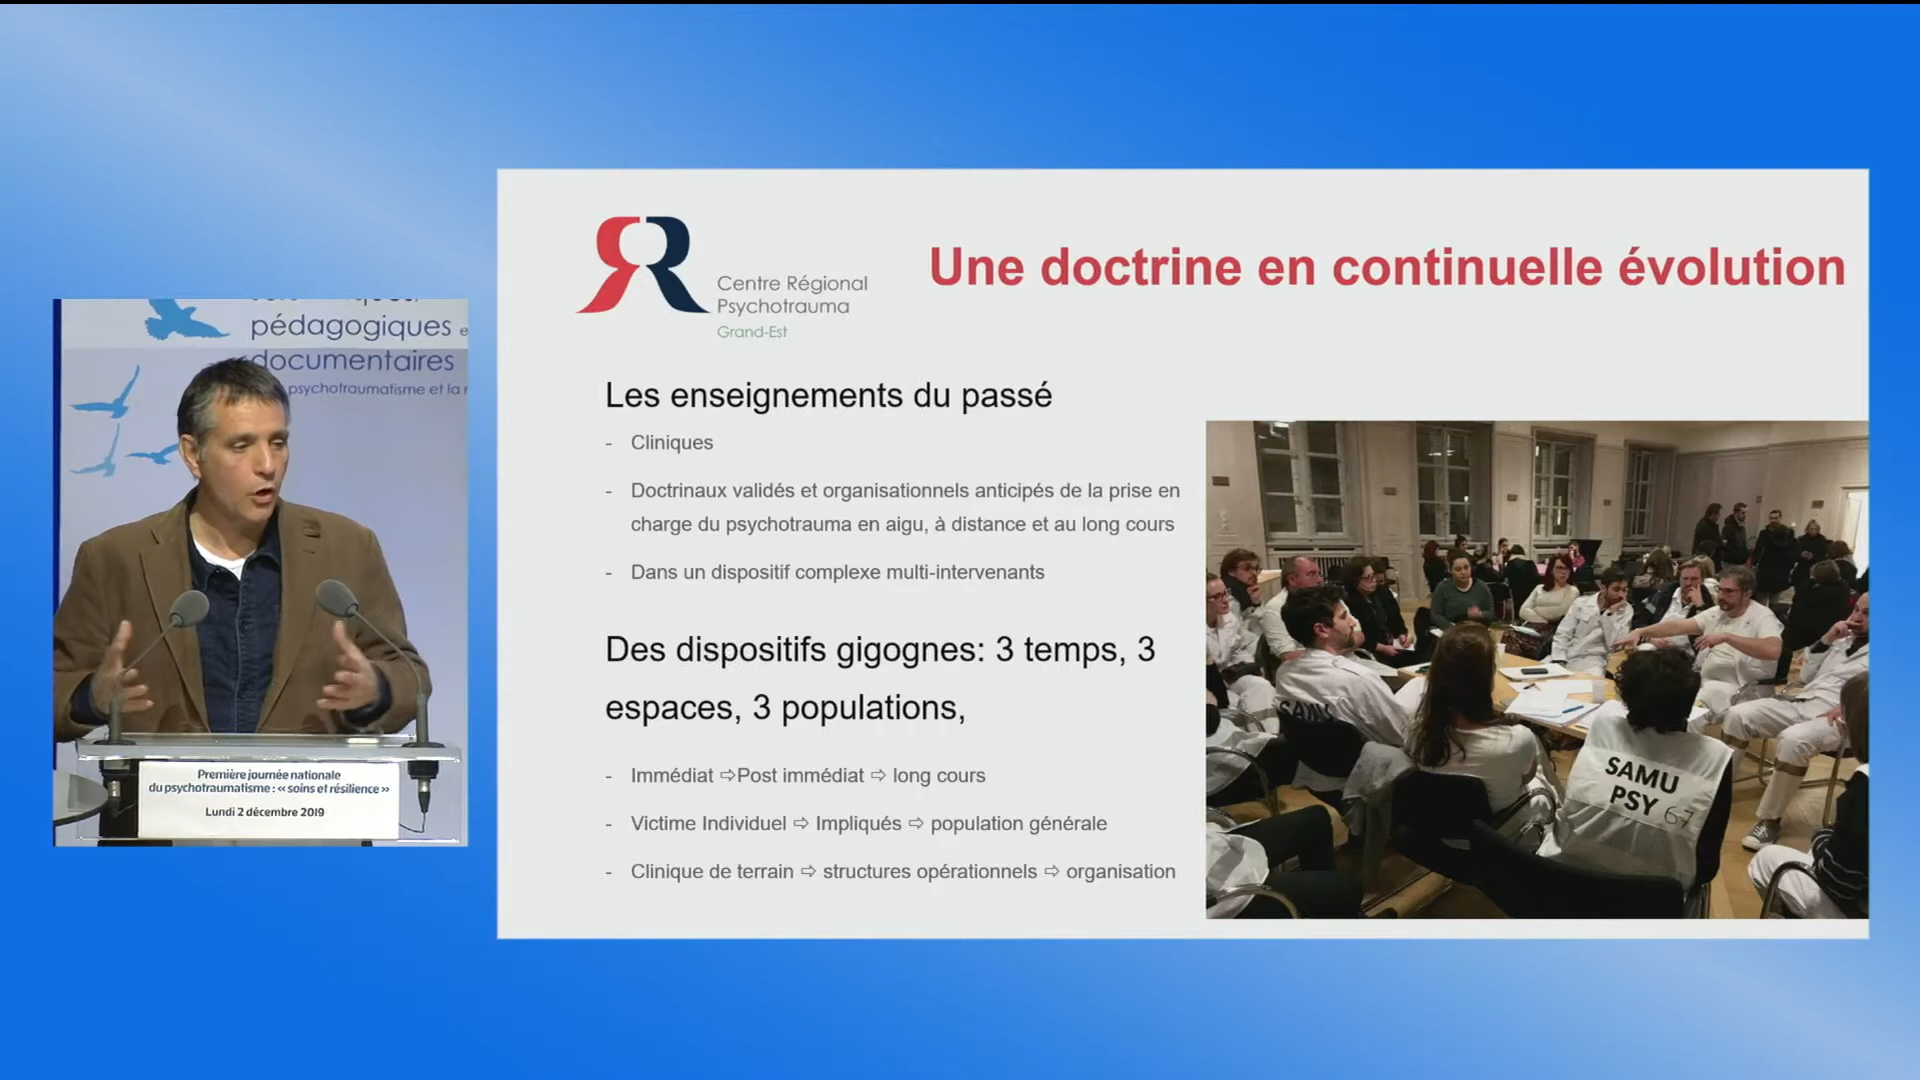 pédagogiques
documentaires
psychotraumatisme et la
Première journée nationale
du psychotraumatisme : « soins et résilience »
Lundi 2 décembre 2019
Centre Régional
Psychotrauma
Grand-Est
Une doctrine en continuelle évolution
Les enseignements du passé
- Cliniques
- Doctrinaux validés et organisationnels anticipés de la prise en
charge du psychotrauma en aigu, à distance et au long cours
- Dans un dispositif complexe multi-intervenants
Des dispositifs gigognes: 3 temps, 3
espaces, 3 populations,
- Immédiat ⇨Post immédiat ⇨ long cours
- Victime Individuel ⇨ Impliqués ⇨ population générale
- Clinique de terrain ⇨ structures opérationnels ⇨ organisation
SAMU
SAMU
PSY 67